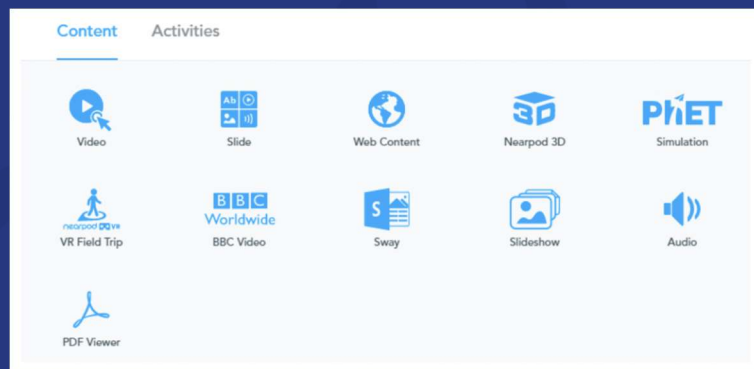 Content Activities
Ab
3D
PhET
Video Slide Web Content Nearpod 3D Simulation
nearpod VR
BBC
Worldwide
S
VR Field Trip BBC Video Sway Slideshow Audio
PDF Viewer